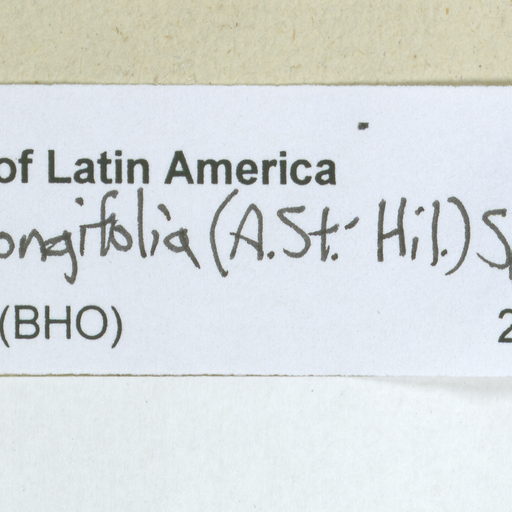 of Latin America
ongifolia (A.St.-Hil.) S
(BHO) 2